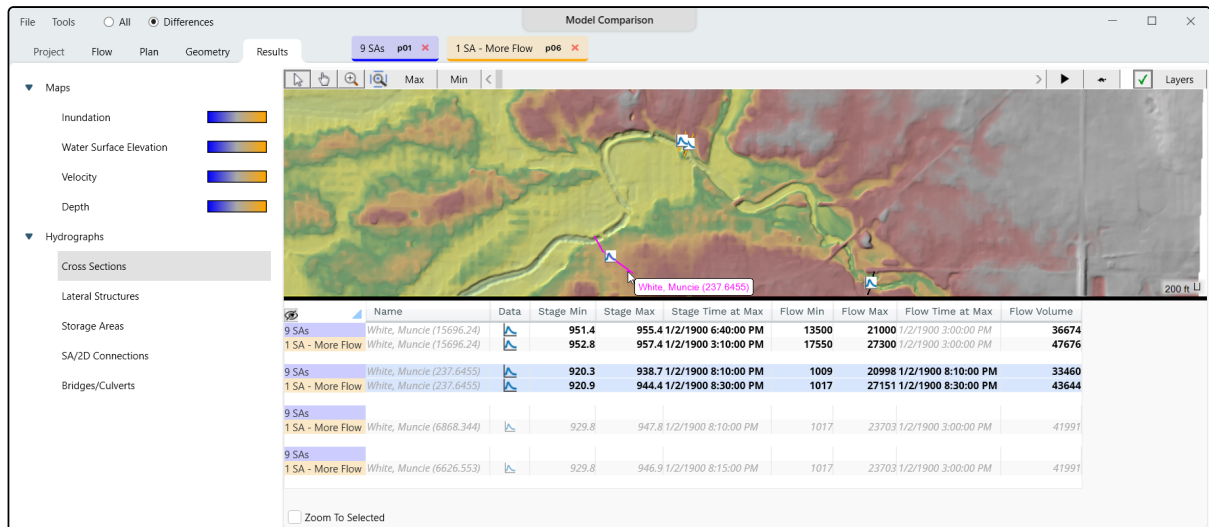 Model Comparison
File Tools All Differences
Project Flow Plan Geometry Results 9 SAs p01 1 SA - More Flow p06
Max Min Layers
Maps
Inundation
Water Surface Elevation
Velocity
Depth
Hydrographs
Cross Sections
Lateral Structures
Storage Areas
SA/2D Connections
Bridges/Culverts
White, Muncie (237.6455)
200 ft
Name Data Stage Min Stage Max Stage Time at Max Flow Min Flow Max Flow Time at Max Flow Volume
9 SAs White, Muncie (15696.24) 951.4 955.4 1/2/1900 6:40:00 PM 13500 21000 1/2/1900 3:00:00 PM 36674
1 SA - More Flow White, Muncie (15696.24) 952.8 957.4 1/2/1900 3:10:00 PM 17550 27300 1/2/1900 3:00:00 PM 47676
9 SAs White, Muncie (237.6455) 920.3 938.7 1/2/1900 8:10:00 PM 1009 20998 1/2/1900 8:10:00 PM 33460
1 SA - More Flow White, Muncie (237.6455) 920.9 944.4 1/2/1900 8:30:00 PM 1017 27151 1/2/1900 8:30:00 PM 43644
9 SAs
1 SA - More Flow White, Muncie (6868.344) 929.8 947.8 1/2/1900 8:10:00 PM 1017 23703 1/2/1900 3:00:00 PM 41991
9 SAs
1 SA - More Flow White, Muncie (6626.553) 929.8 946.9 1/2/1900 8:15:00 PM 1017 23703 1/2/1900 3:00:00 PM 41991
Zoom To Selected